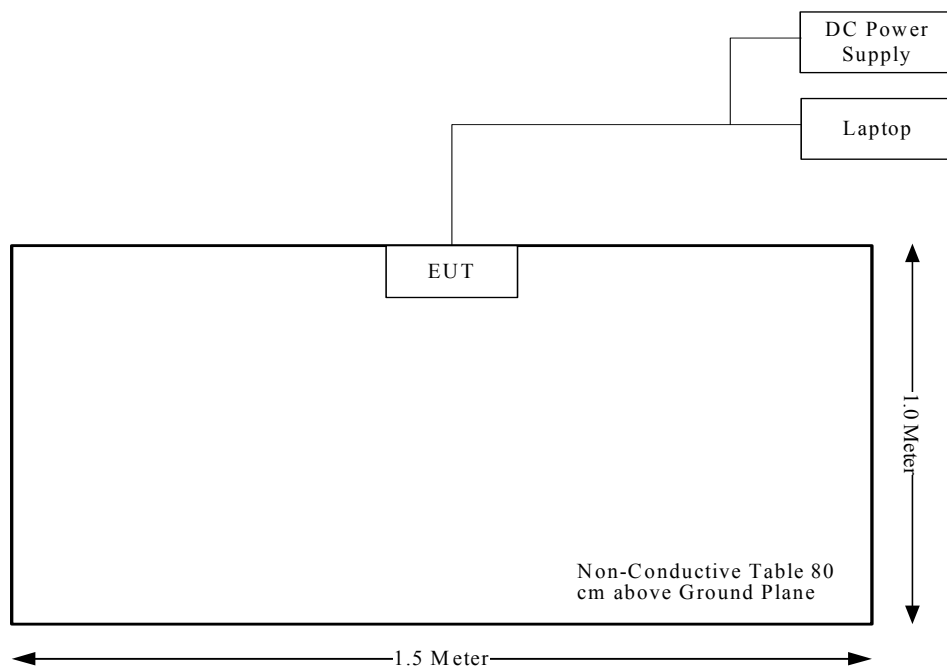 DC Power
Supply
Laptop
EUT
1.0 Meter
Non-Conductive Table 80
cm above Ground Plane
1.5 Meter